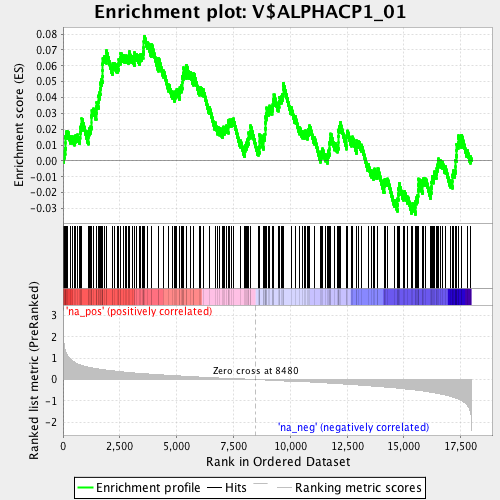 Enrichment plot: V$ALPHACP1_01
Enrichment score (ES)
0.08
0.07
0.06
0.05
0.04
0.03
0.02
0.01
0.00
-0.01
-0.02
-0.03
'na_pos' (positively correlated)
Ranked list metric (PreRanked)
3
2
1
0
-1
-2
Zero cross at 8480
'na_neg' (negatively correlated)
0
2,500
5,000
7,500
10,000
12,500
15,000
17,500
Rank in Ordered Dataset
Enrichment profile
Hits
Ranking metric scores